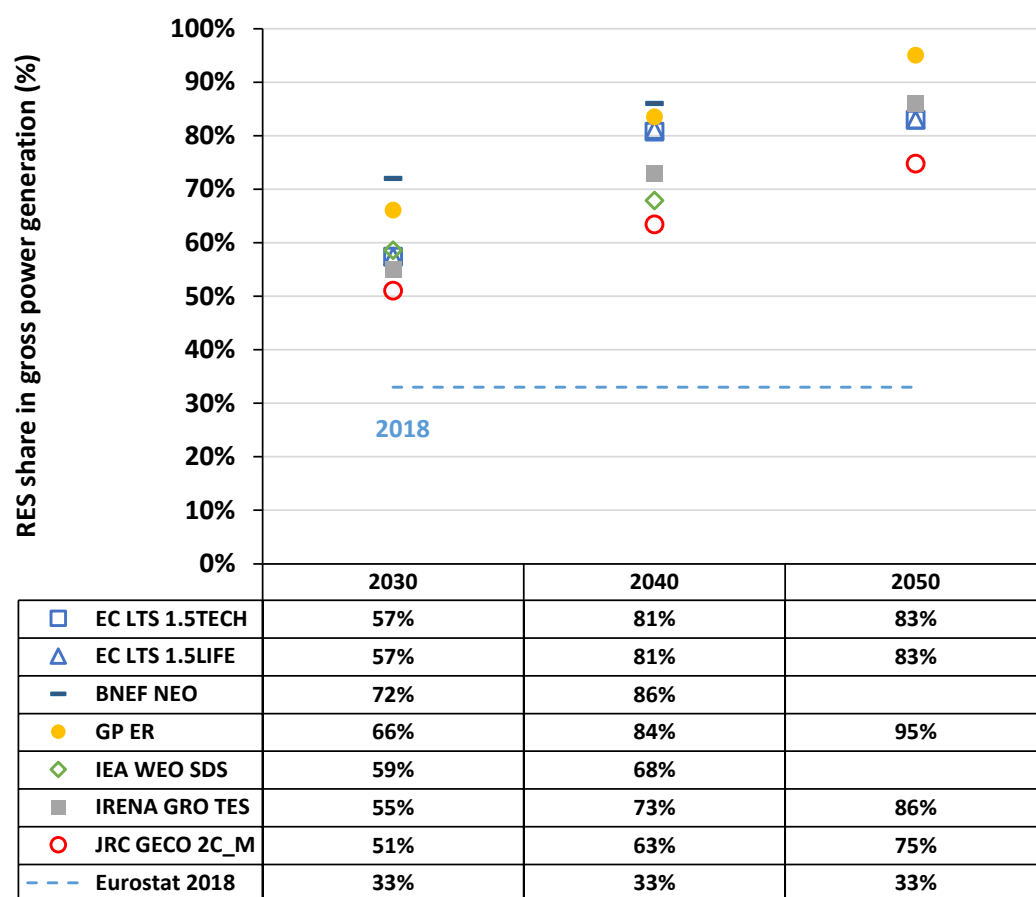 RES share in gross power generation (%)
100%
90%
80%
70%
60%
50%
40%
30%
20%
10%
0%
2018
2030 2040 2050
EC LTS 1.5TECH 57% 81% 83%
EC LTS 1.5LIFE 57% 81% 83%
BNEF NEO 72% 86%
GP ER 66% 84% 95%
IEA WEO SDS 59% 68%
IRENA GRO TES 55% 73% 86%
JRC GECO 2C_M 51% 63% 75%
Eurostat 2018 33% 33% 33%